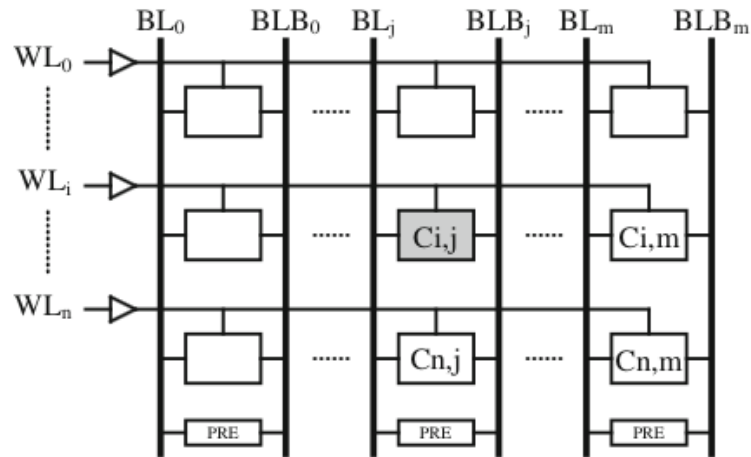 BL₀ BLB₀ BLⱼ BLBⱼ BLₘ BLBₘ
WL₀
WLᵢ
Ci,j Ci,m
WLₙ
Cn,j Cn,m
PRE PRE PRE